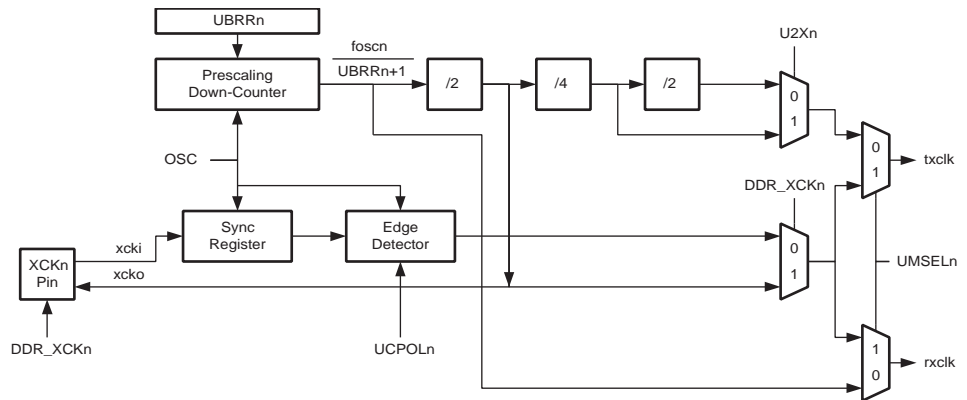 UBRRn
foscn
UBRRn+1
U2Xn
Prescaling
Down-Counter
/2
/4
/2
0
1
OSC
0
1
txclk
DDR_XCKn
Sync
Register
Edge
Detector
0
1
xcki
xcko
XCKn
Pin
UMSELn
DDR_XCKn
UCPOLn
1
0
rxclk